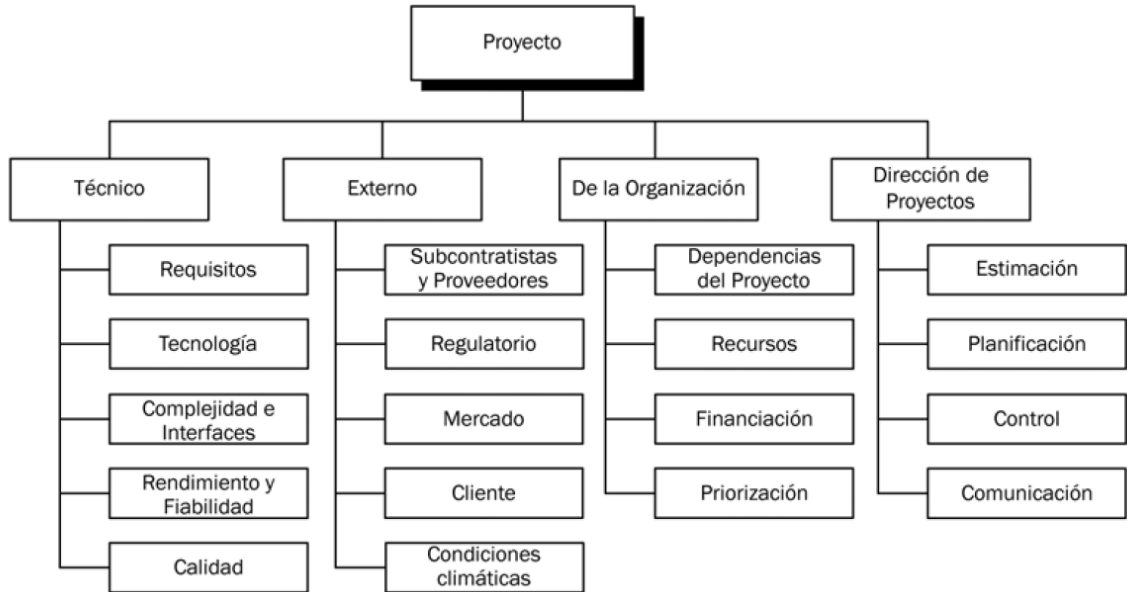 Proyecto
Técnico
Externo
De la Organización
Dirección de
Proyectos
Requisitos
Tecnología
Complejidad e
Interfaces
Rendimiento y
Fiabilidad
Calidad
Subcontratistas
y Proveedores
Regulatorio
Mercado
Cliente
Condiciones
climáticas
Dependencias
del Proyecto
Recursos
Financiación
Priorización
Estimación
Planificación
Control
Comunicación